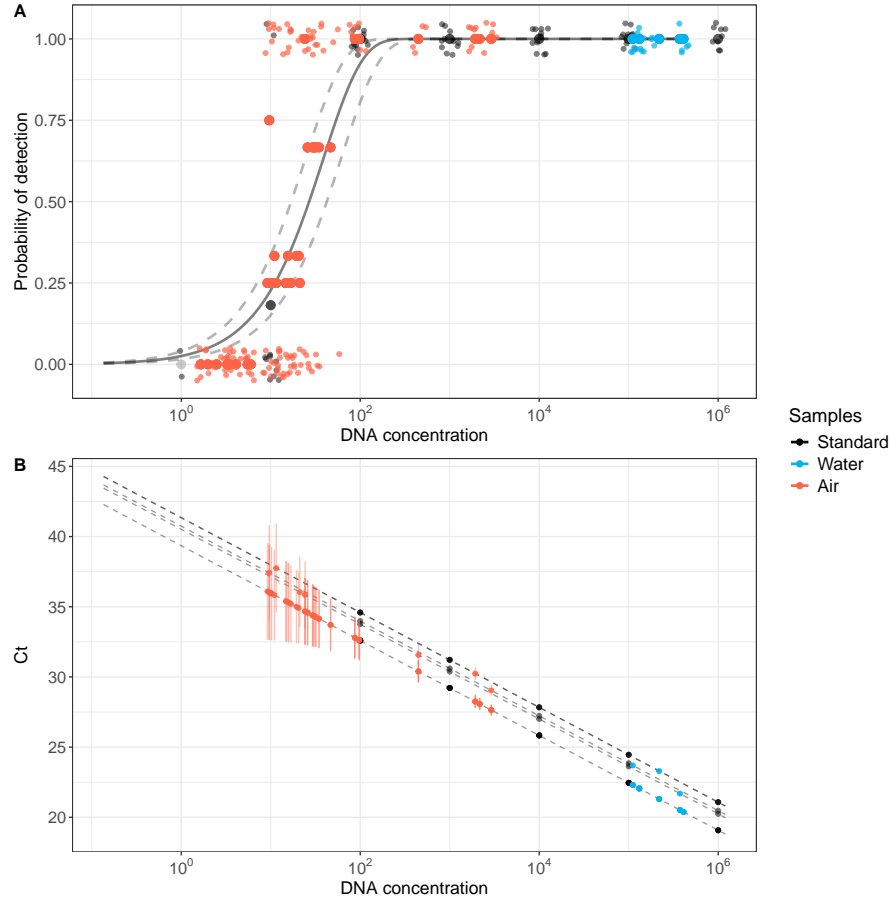 A
1.00
0.75
0.50
0.25
0.00
Probability of detection
10^0
10^2
10^4
10^6
DNA concentration
Samples
Standard
Water
Air
B
45
40
35
30
25
20
Ct
10^0
10^2
10^4
10^6
DNA concentration